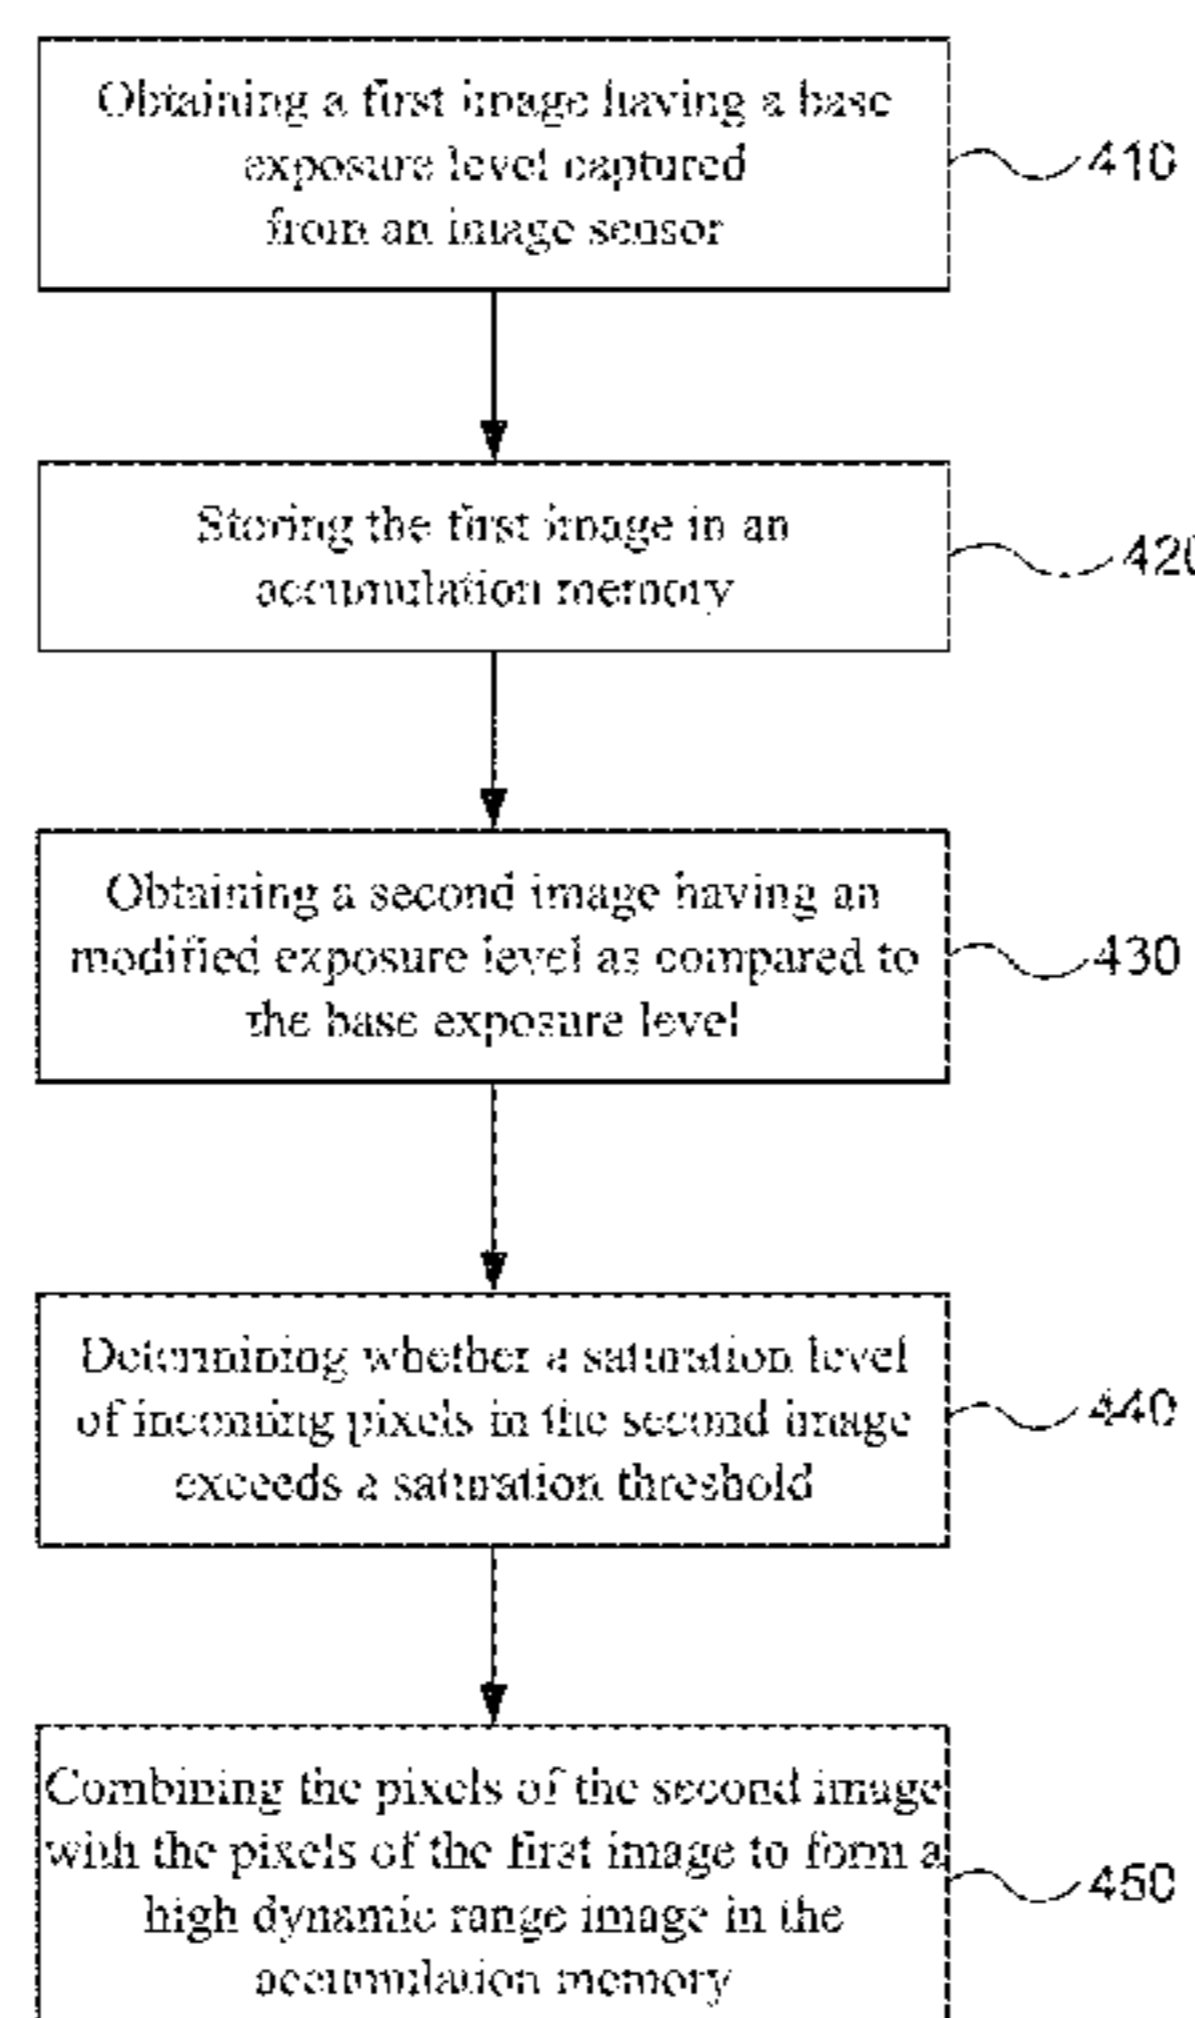 Obtaining a first image having a base
exposure level captured
from an image sensor
410
Storing the first image in an
accumulation memory
420
Obtaining a second image having an
modified exposure level as compared to
the base exposure level
430
Determining whether a saturation level
of incoming pixels in the second image
exceeds a saturation threshold
440
Combining the pixels of the second image
with the pixels of the first image to form a
high dynamic range image in the
accumulation memory
450